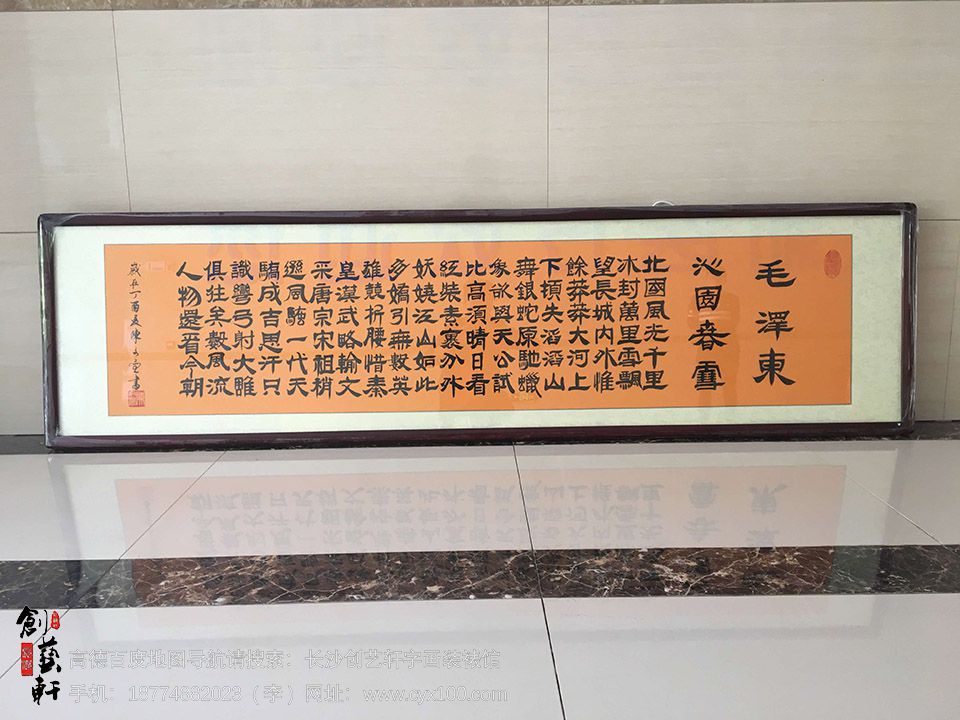 毛澤東
沁園春雪
北國風光千里
冰封萬里雪飄
望長城内外惟
餘莽莽大河上
下頓失滔滔山
舞銀蛇原馳蠟
象欲與天公試
比高須晴日看
紅裝素裹分外
妖嬈江山如此
多嬌引無數英
雄競折腰惜秦
皇漢武略輸文
采唐宗宋祖稍
遜風騷一代天
驕成吉思汗只
識彎弓射大雕
俱往矣數風流
人物還看今朝
歲在丁酉夏陳書
創藝軒
高德百度地图导航请搜索：长沙创艺轩字画装裱馆
手机：（李）网址：www.cyx100.com